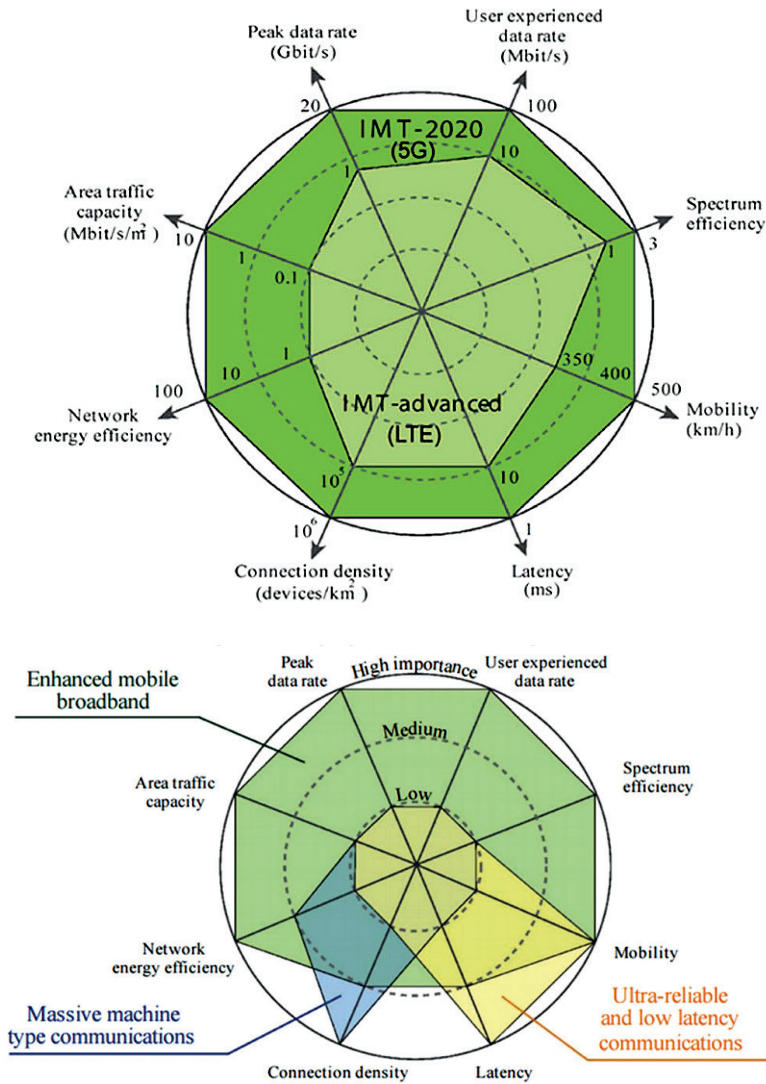 Peak data rate
(Gbit/s)
User experienced
data rate
(Mbit/s)
20
100
IMT-2020
(5G)
1
10
Area traffic
capacity
(Mbit/s/m²)
Spectrum
efficiency
10
1
0.1
1
3
1
10
100
350
400
500
Network
energy efficiency
Mobility
(km/h)
IMT-advanced
(LTE)
10⁵
10
10⁶
1
Connection density
(devices/km²)
Latency
(ms)
Peak
data rate
High importance
User experienced
data rate
Enhanced mobile
broadband
Medium
Low
Area traffic
capacity
Spectrum
efficiency
Network
energy efficiency
Mobility
Massive machine
type communications
Ultra-reliable
and low latency
communications
Connection density
Latency